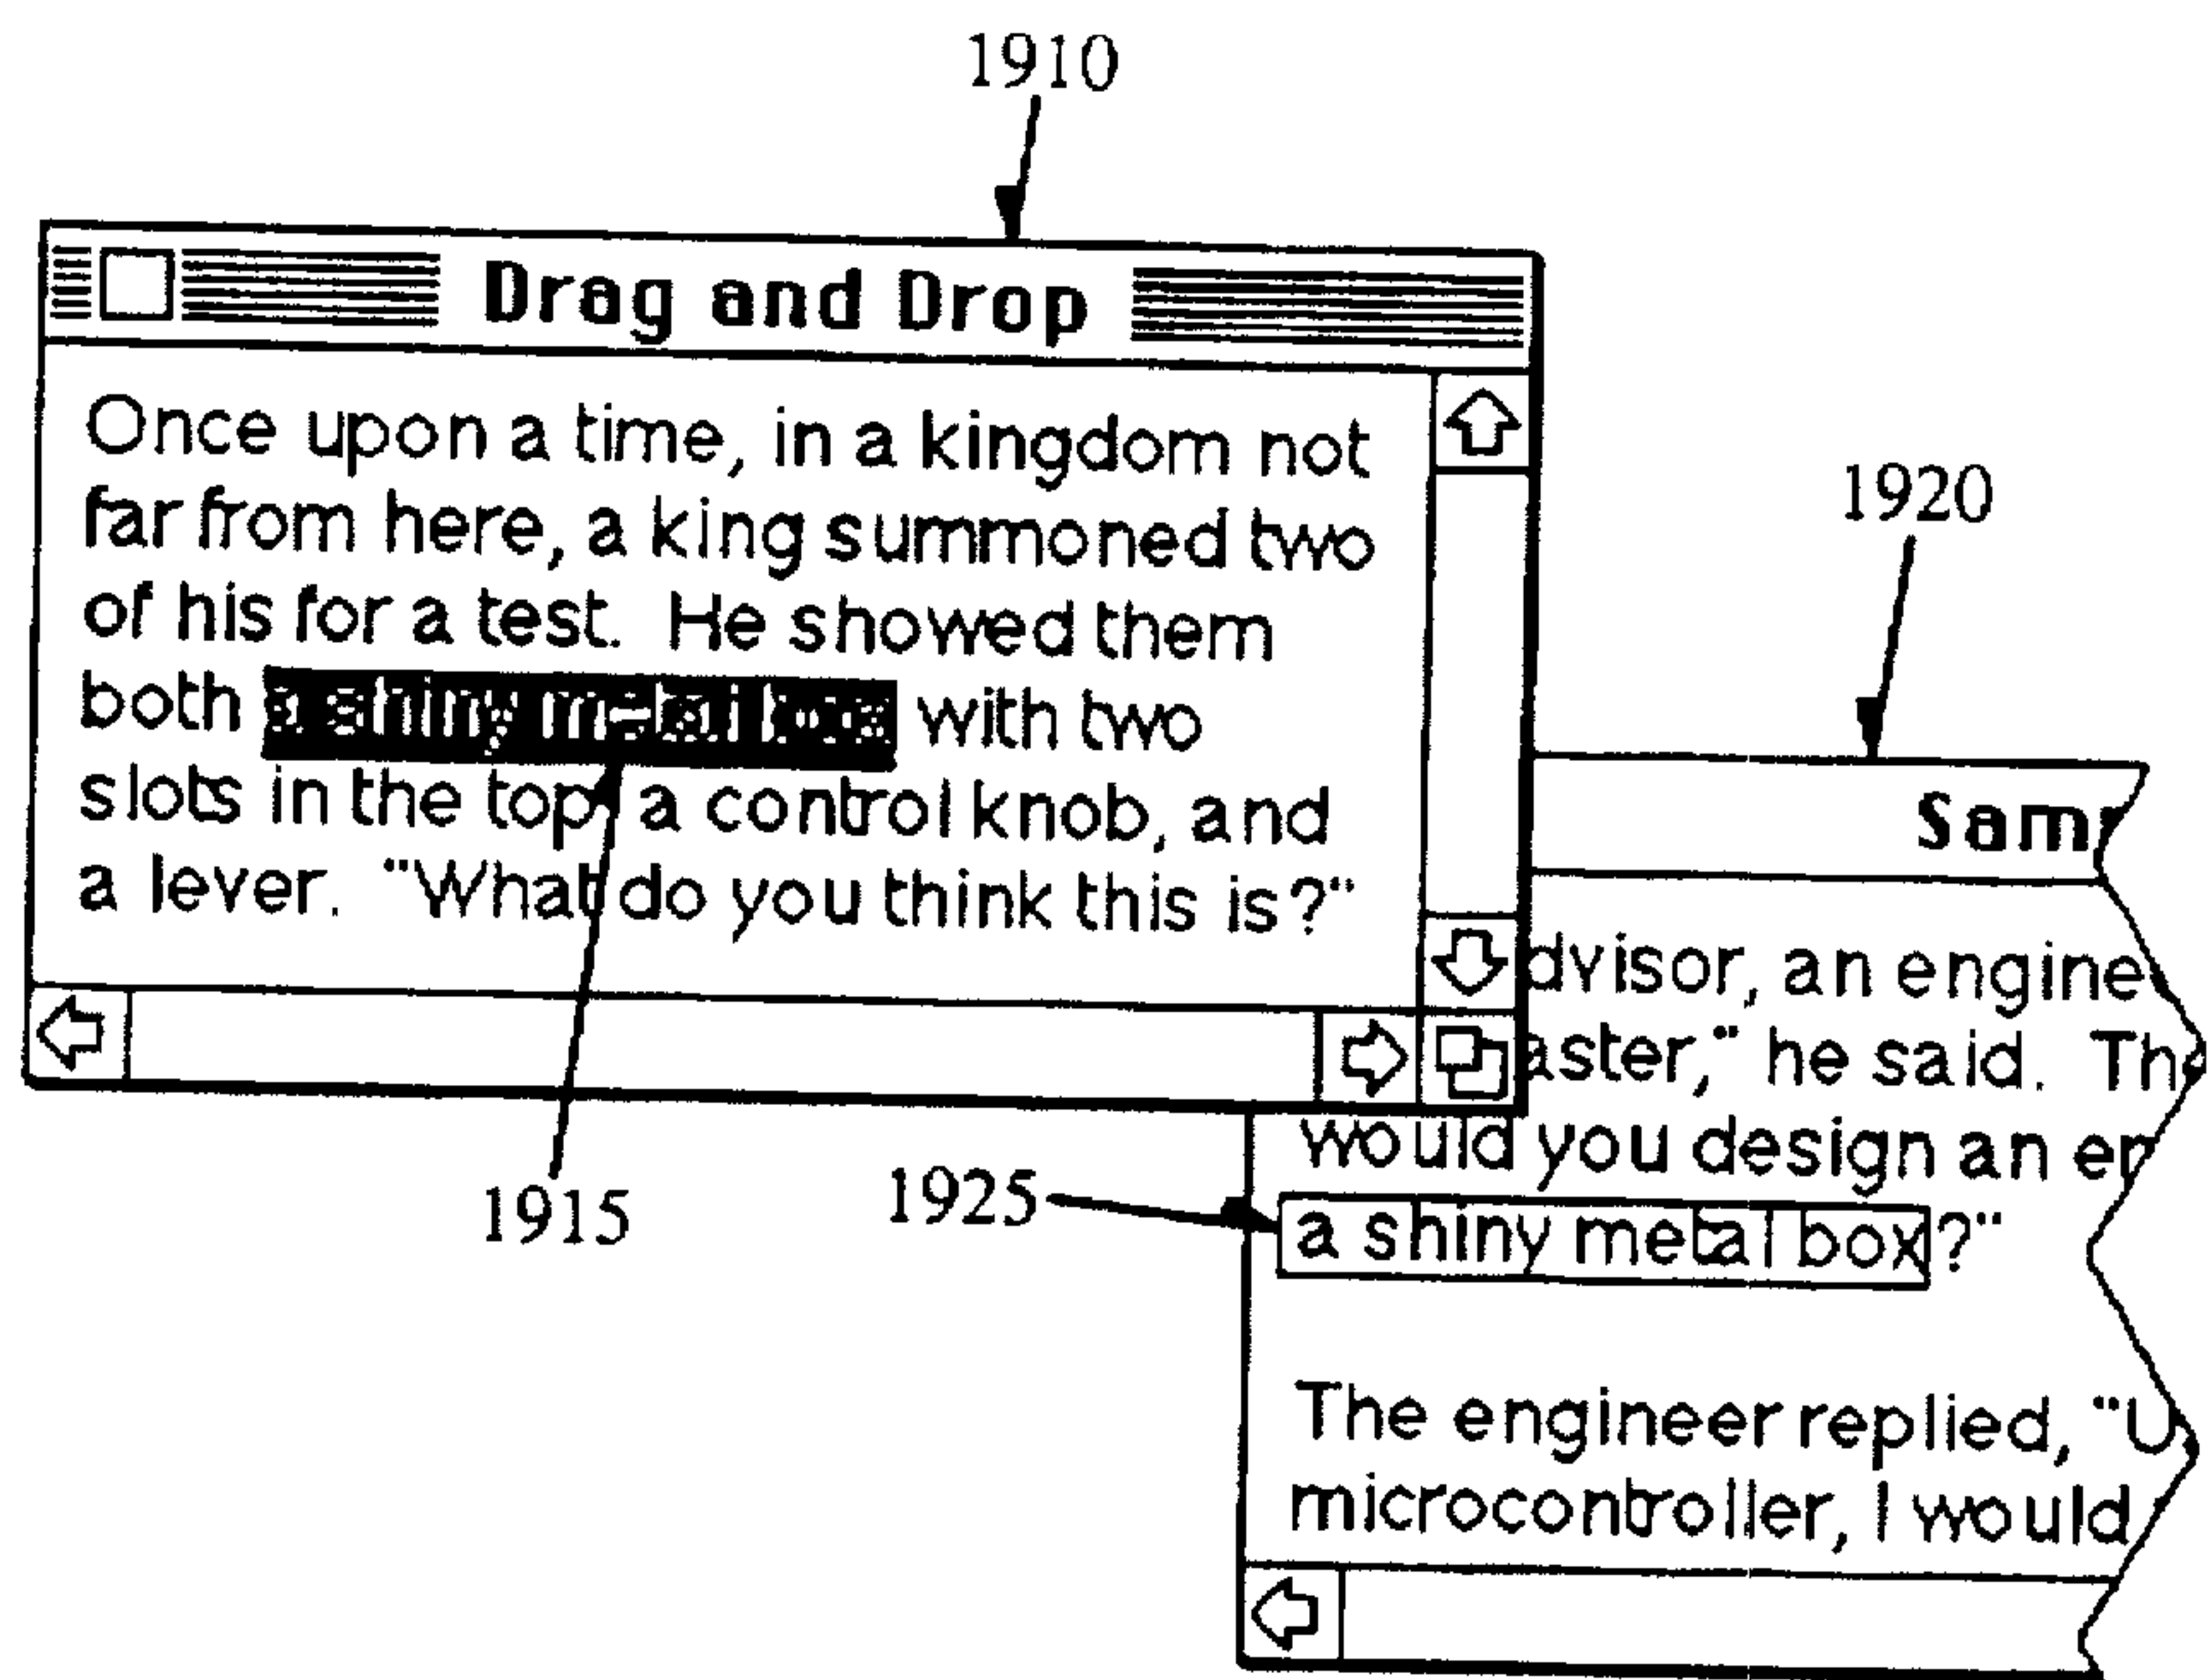 1910
Drag and Drop
Once upon a time, in a kingdom not
far from here, a king summoned two
of his for a test. He showed them
both a shiny metal box with two
slots in the top, a control knob, and
a lever. "What do you think this is?"
1920
Sam
dvisor, an engine
aster," he said. The
would you design an em
1915
1925
a shiny metal box?"
The engineer replied, "U
microcontroller, I would